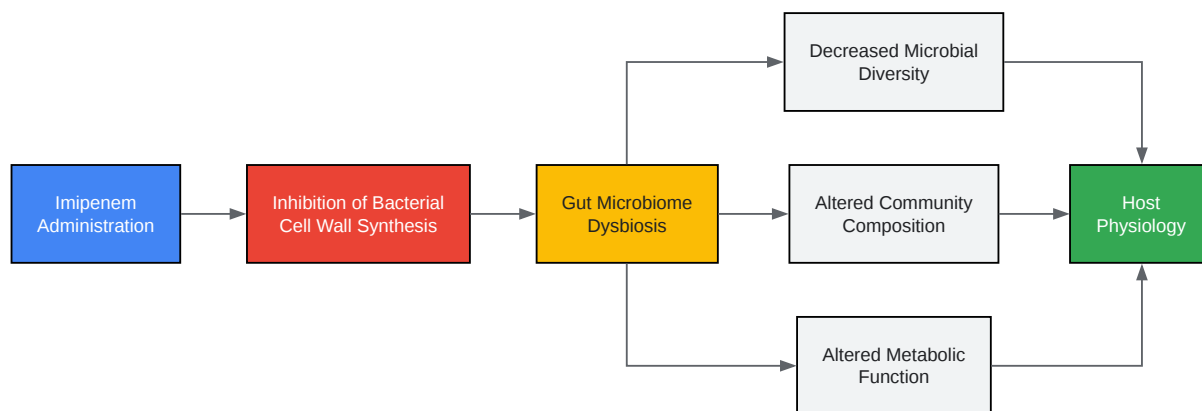 Decreased Microbial
Diversity
Imipenem
Administration
Inhibition of Bacterial
Cell Wall Synthesis
Gut Microbiome
Dysbiosis
Altered Community
Composition
Host
Physiology
Altered Metabolic
Function